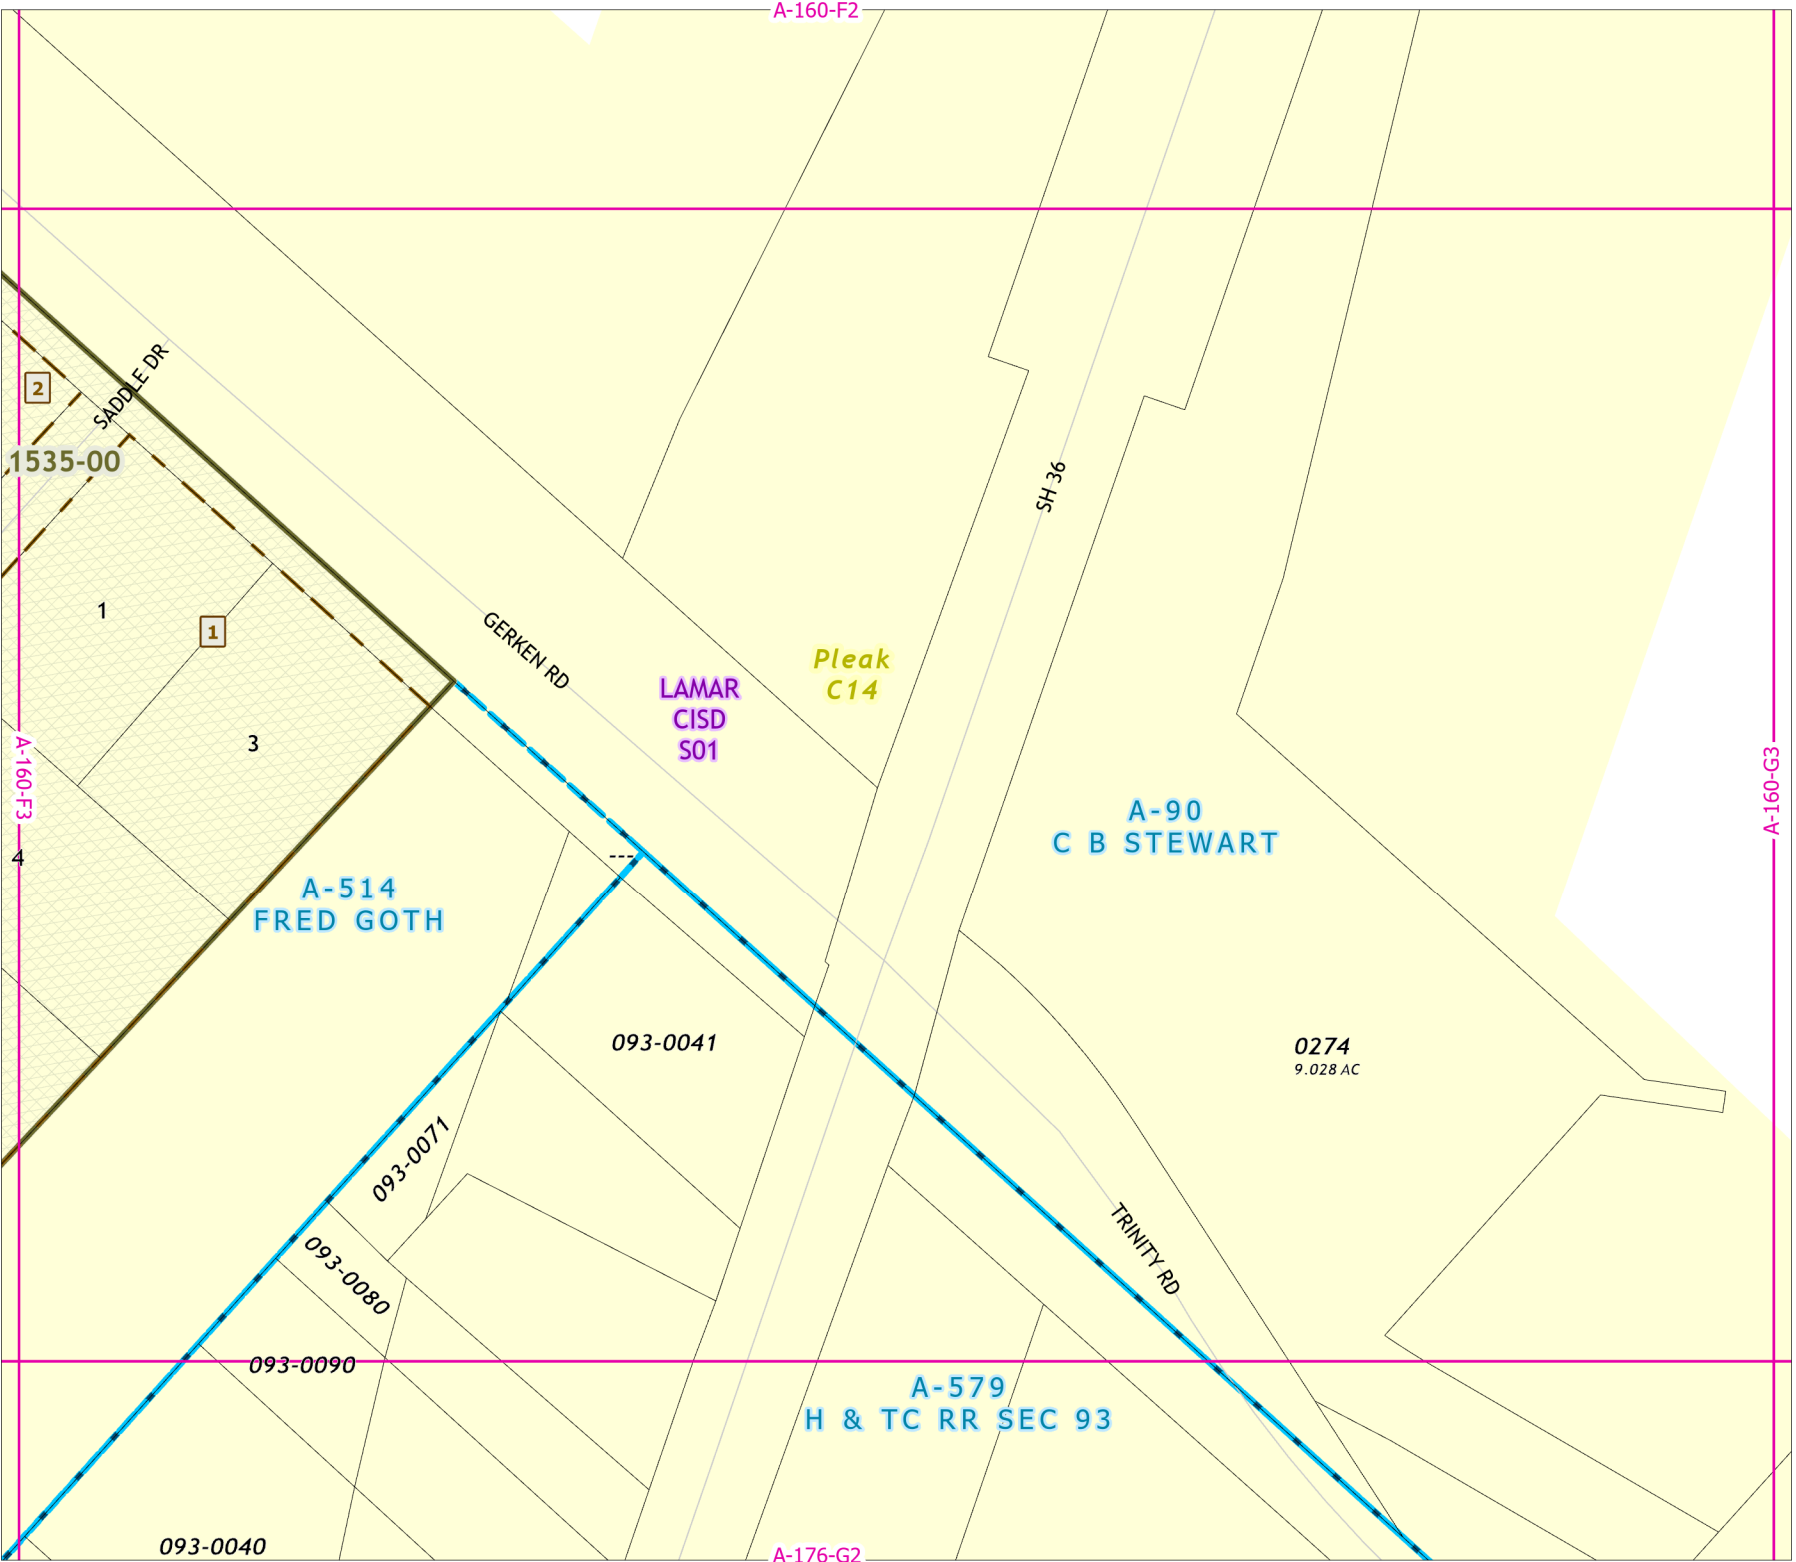 A-160-F2
SADDLE DR
2
1535-00
SH 36
1
1
GERKEN RD
Pleak
C14
LAMAR
CISD
S01
3
A-160-F3
A-160-G3
A-90
C B STEWART
4
A-514
FRED GOTH
093-0041
0274
9.028 AC
093-0071
TRINITY RD
093-0080
093-0090
A-579
H & TC RR SEC 93
093-0040
A-176-G2